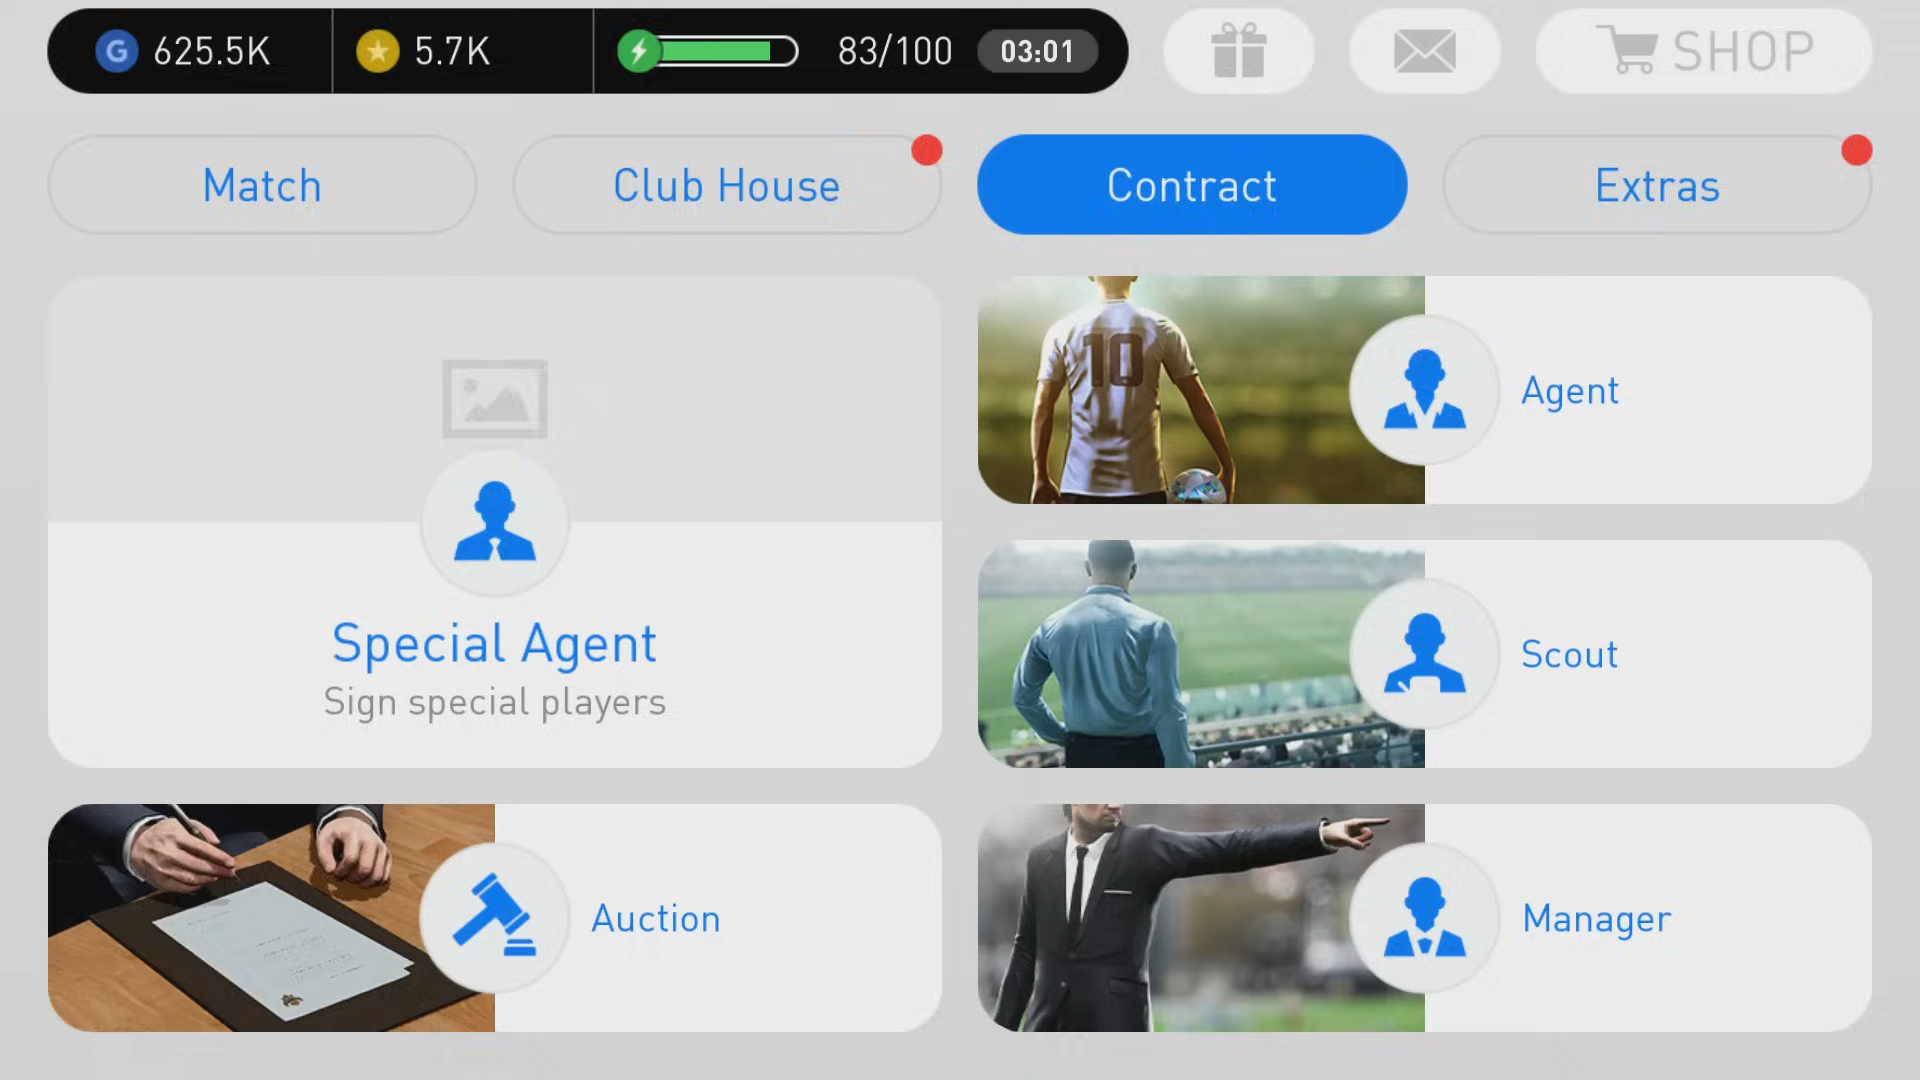 G 625.5K 5.7K 83/100 03:01 SHOP
Match Club House Contract Extras
10
Agent
Scout
Special Agent
Sign special players
Auction
Manager